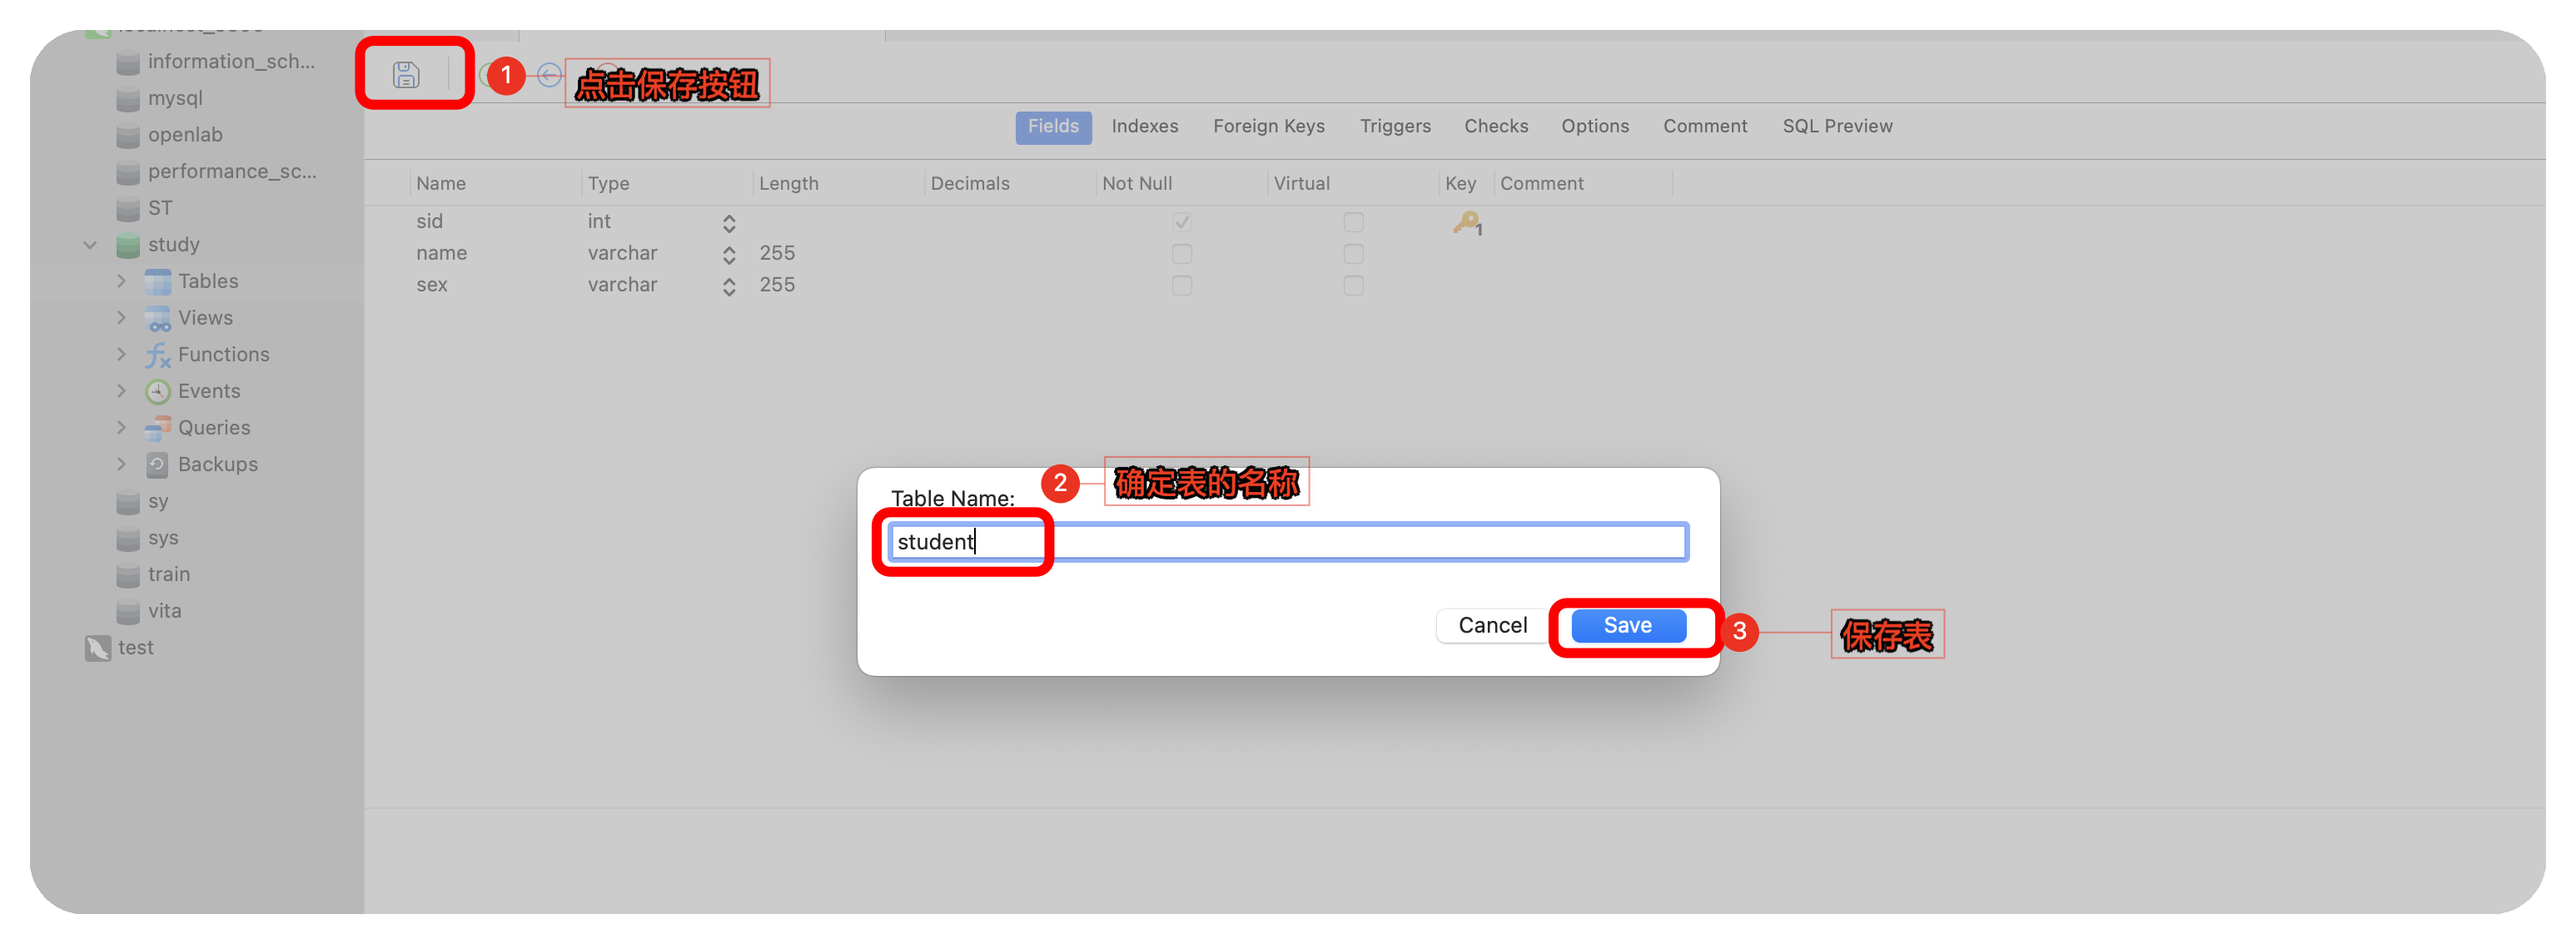 information_sch...
mysql
openlab
performance_sc...
ST
study
Tables
Views
Functions
Events
Queries
Backups
sy
sys
train
vita
test
1 点击保存按钮
Fields Indexes Foreign Keys Triggers Checks Options Comment SQL Preview
Name Type Length Decimals Not Null Virtual Key Comment
sid int 1
name varchar 255
sex varchar 255
2 确定表的名称
Table Name:
student
Cancel Save 3 保存表